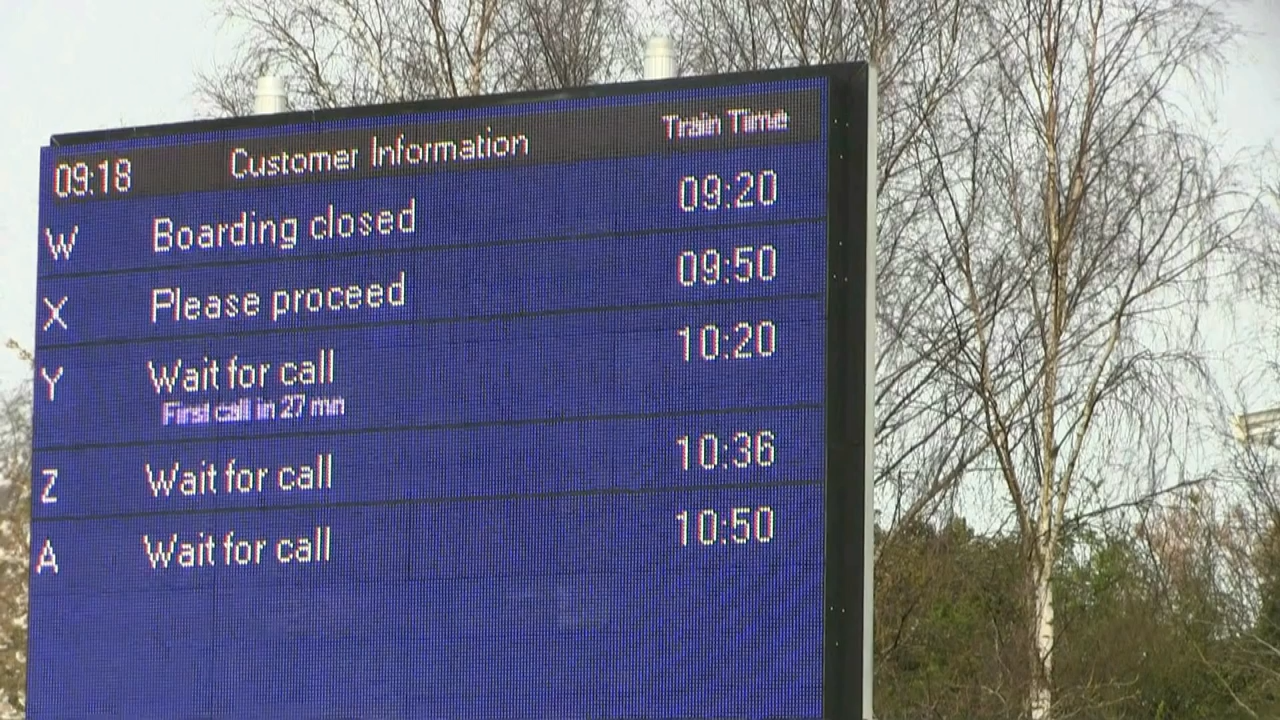 09:18 Customer Information Train Time
W Boarding closed 09:20
X Please proceed 09:50
Y Wait for call 10:20
First call in 27 mn
Z Wait for call 10:36
A Wait for call 10:50